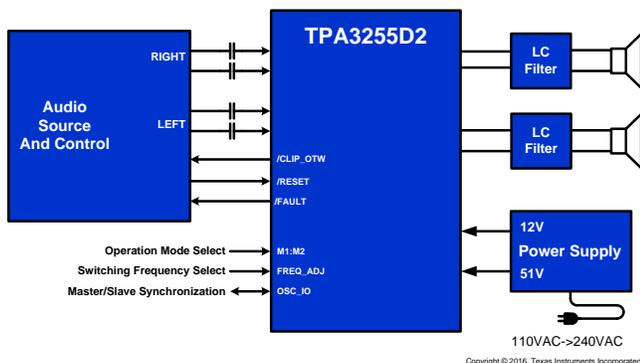 TPA3255D2
RIGHT
LEFT
Audio
Source
And Control
/CLIP_OTW
/RESET
/FAULT
LC
Filter
LC
Filter
12V
Power Supply
51V
Operation Mode Select
M1:M2
Switching Frequency Select
FREQ_ADJ
Master/Slave Synchronization
OSC_IO
110VAC->240VAC
Copyright © 2016, Texas Instruments Incorporated